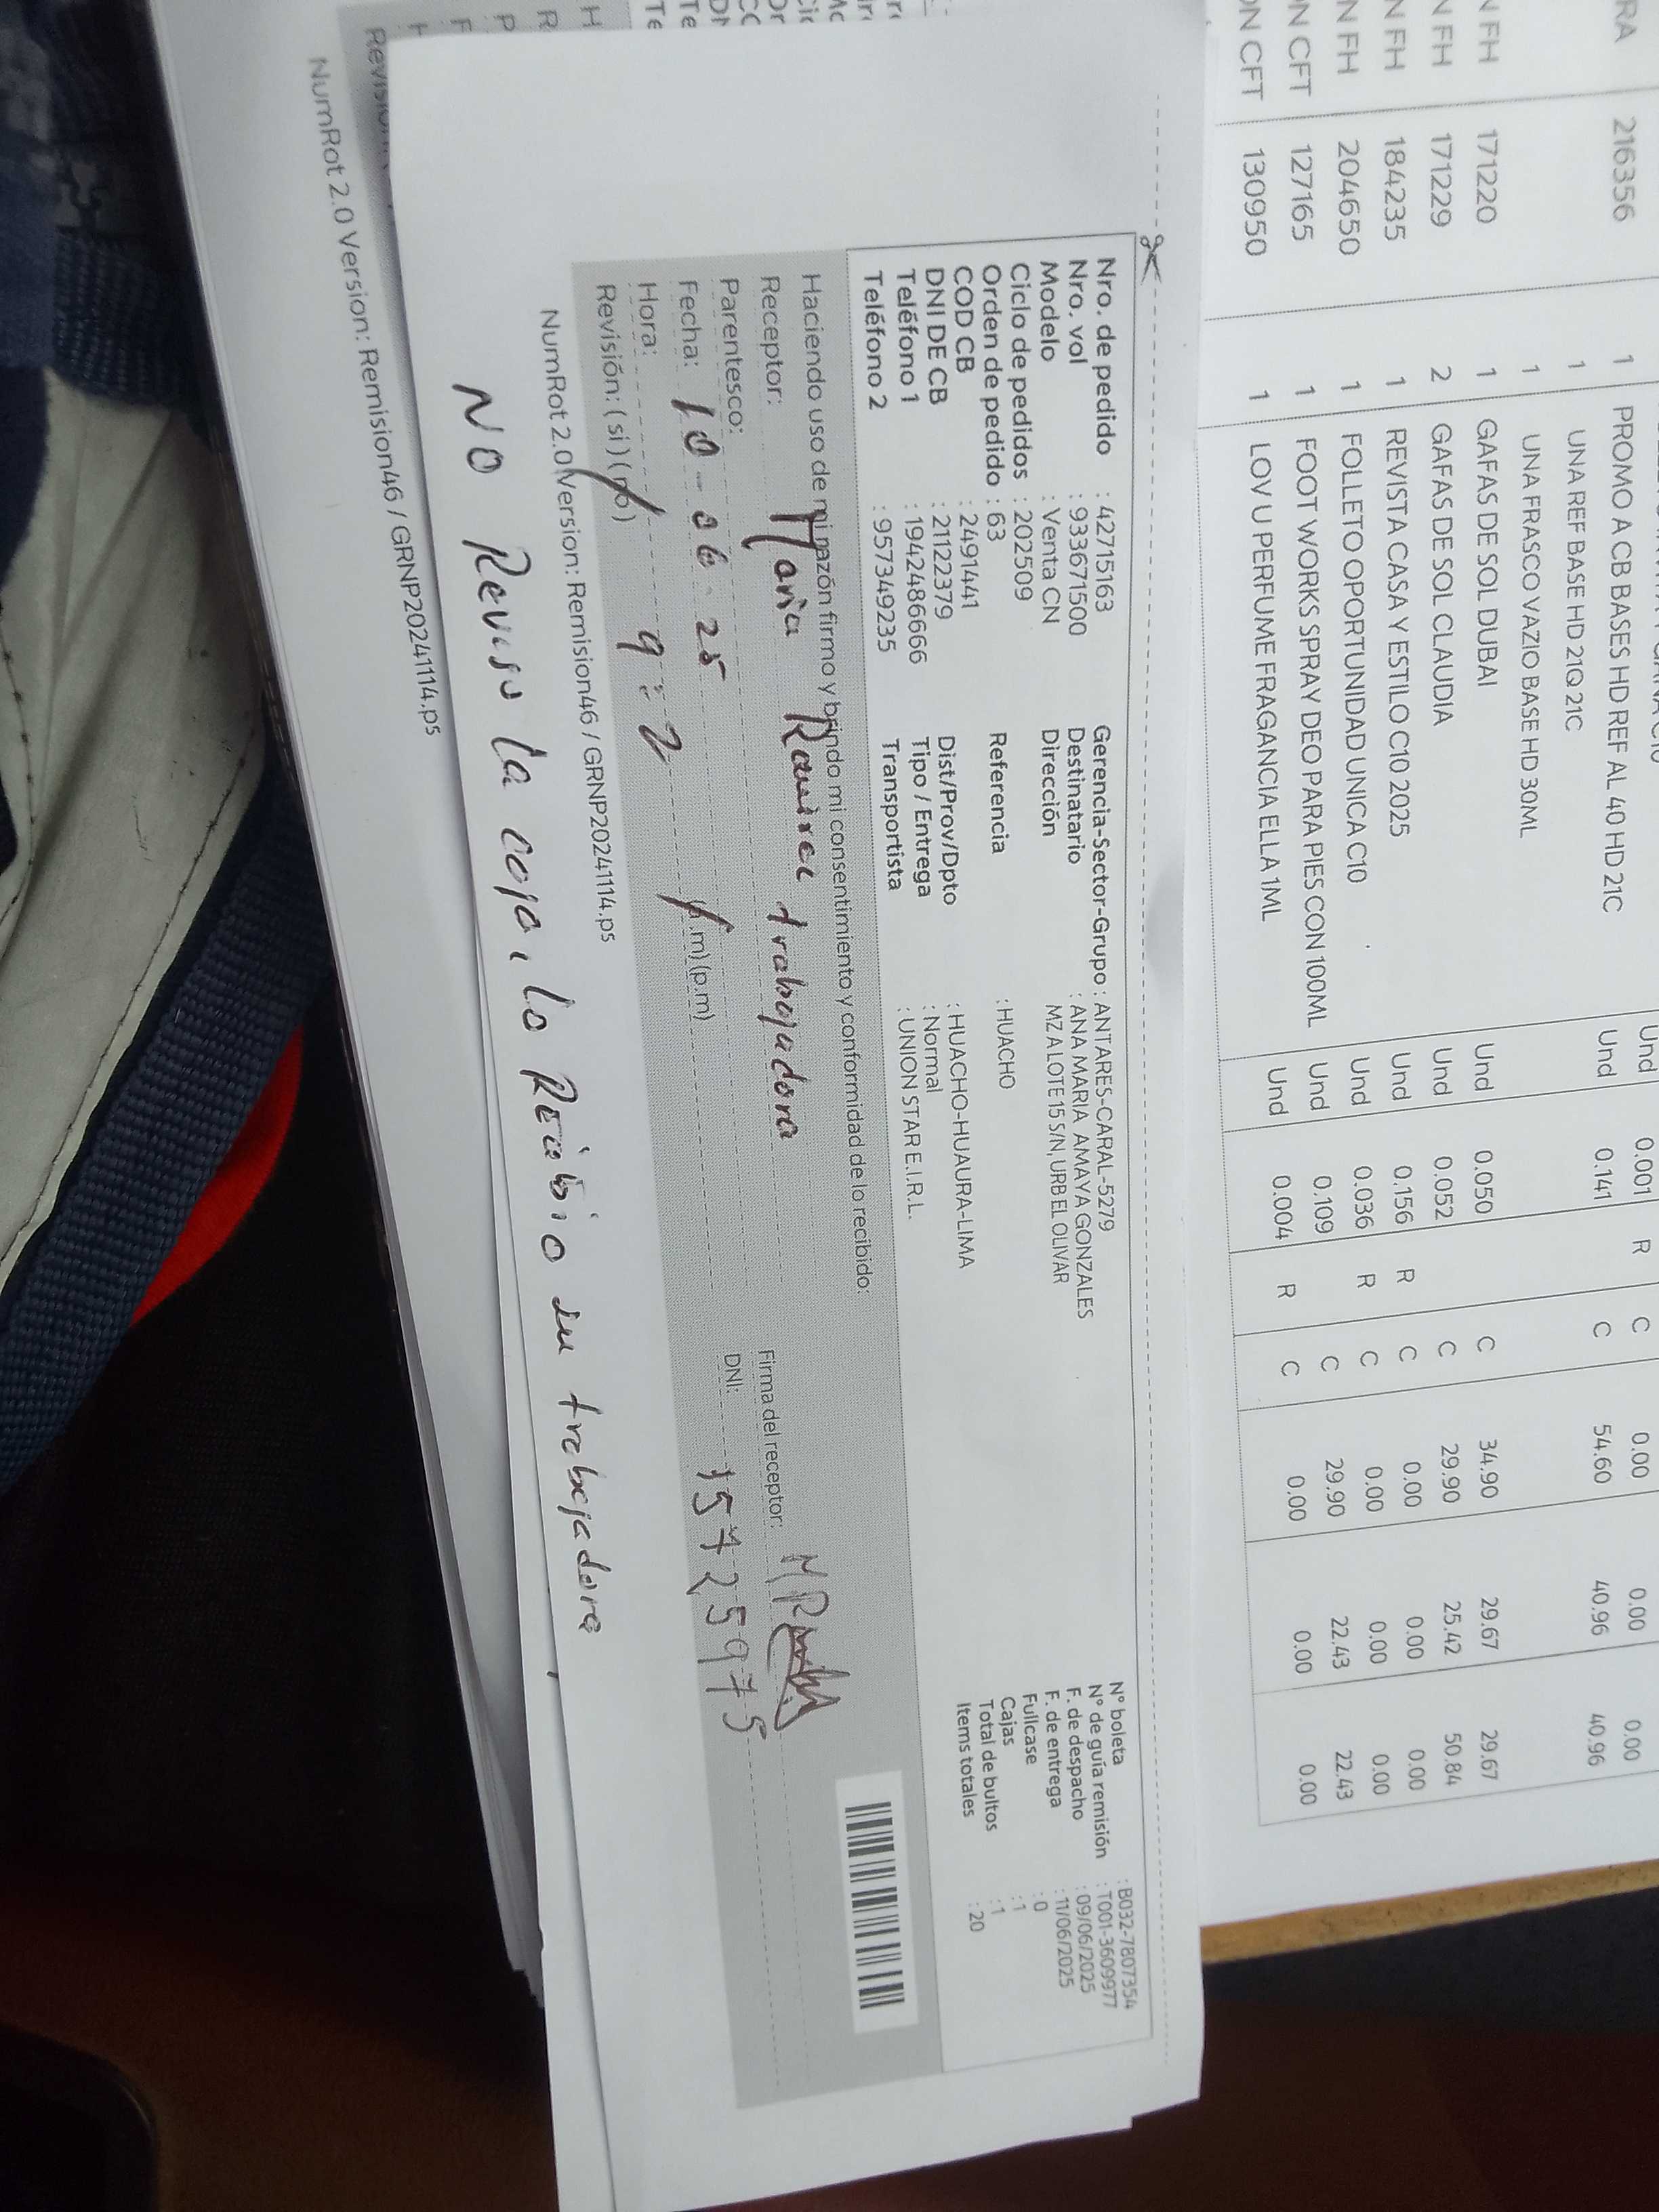 RA 216356 1 PROMO A CB BASES HD REF AL 40 HD 21C Und 0.001 R C 0.00 0.00 0.00
1 UNA REF BASE HD 21Q 21C Und 0.141 C 54.60 40.96 40.96
1 UNA FRASCO VAZIO BASE HD 30ML
N FH 171220 1 GAFAS DE SOL DUBAI Und 0.050 C 34.90 29.67 29.67
N FH 171229 2 GAFAS DE SOL CLAUDIA Und 0.052 C 29.90 25.42 50.84
N FH 184235 1 REVISTA CASA Y ESTILO C10 2025 Und 0.156 R C 0.00 0.00 0.00
N FH 204650 1 FOLLETO OPORTUNIDAD UNICA C10 Und 0.036 R C 0.00 0.00 0.00
ON CFT 127165 1 FOOT WORKS SPRAY DEO PARA PIES CON 100ML Und 0.109 C 29.90 22.43 22.43
ON CFT 130950 1 LOV U PERFUME FRAGANCIA ELLA 1ML Und 0.004 R C 0.00 0.00 0.00
Nro. de pedido : 42715163 Gerencia-Sector-Grupo : ANTARES-CARAL-5279 N° boleta : B032-7807354
Nro. vol : 933671500 Destinatario : ANA MARIA AMAYA GONZALES N° de guía remisión : T001-3609977
Modelo : Venta CN Dirección MZ A LOTE 15 S/N, URB EL OLIVAR F. de despacho : 09/06/2025
Ciclo de pedidos : 202509 F. de entrega : 11/06/2025
Orden de pedido : 63 Referencia : HUACHO Fullcase : 0
COD CB : 2491441 Cajas : 1
DNI DE CB : 21122379 Dist/Prov/Dpto : HUACHO-HUAURA-LIMA Total de bultos : 1
Teléfono 1 : 1942486666 Tipo / Entrega : Normal Items totales : 20
Teléfono 2 : 957349235 Transportista : UNION STAR E.I.R.L.
Haciendo uso de mi razón firmo y brindo mi consentimiento y conformidad de lo recibido:
Receptor: Maria Ramirez trabajadora Firma del receptor:
Parentesco: DNI: 15725975
Fecha: 10-06-25
Hora: 9:2 (a.m) (p.m)
Revisión: (si) (no)
NumRot 2.0 Version: Remision46 / GRNP20241114.ps
NO Reviso la caja, lo Recibio su trabajadora
Revisión
NumRot 2.0 Version: Remision46 / GRNP20241114.ps